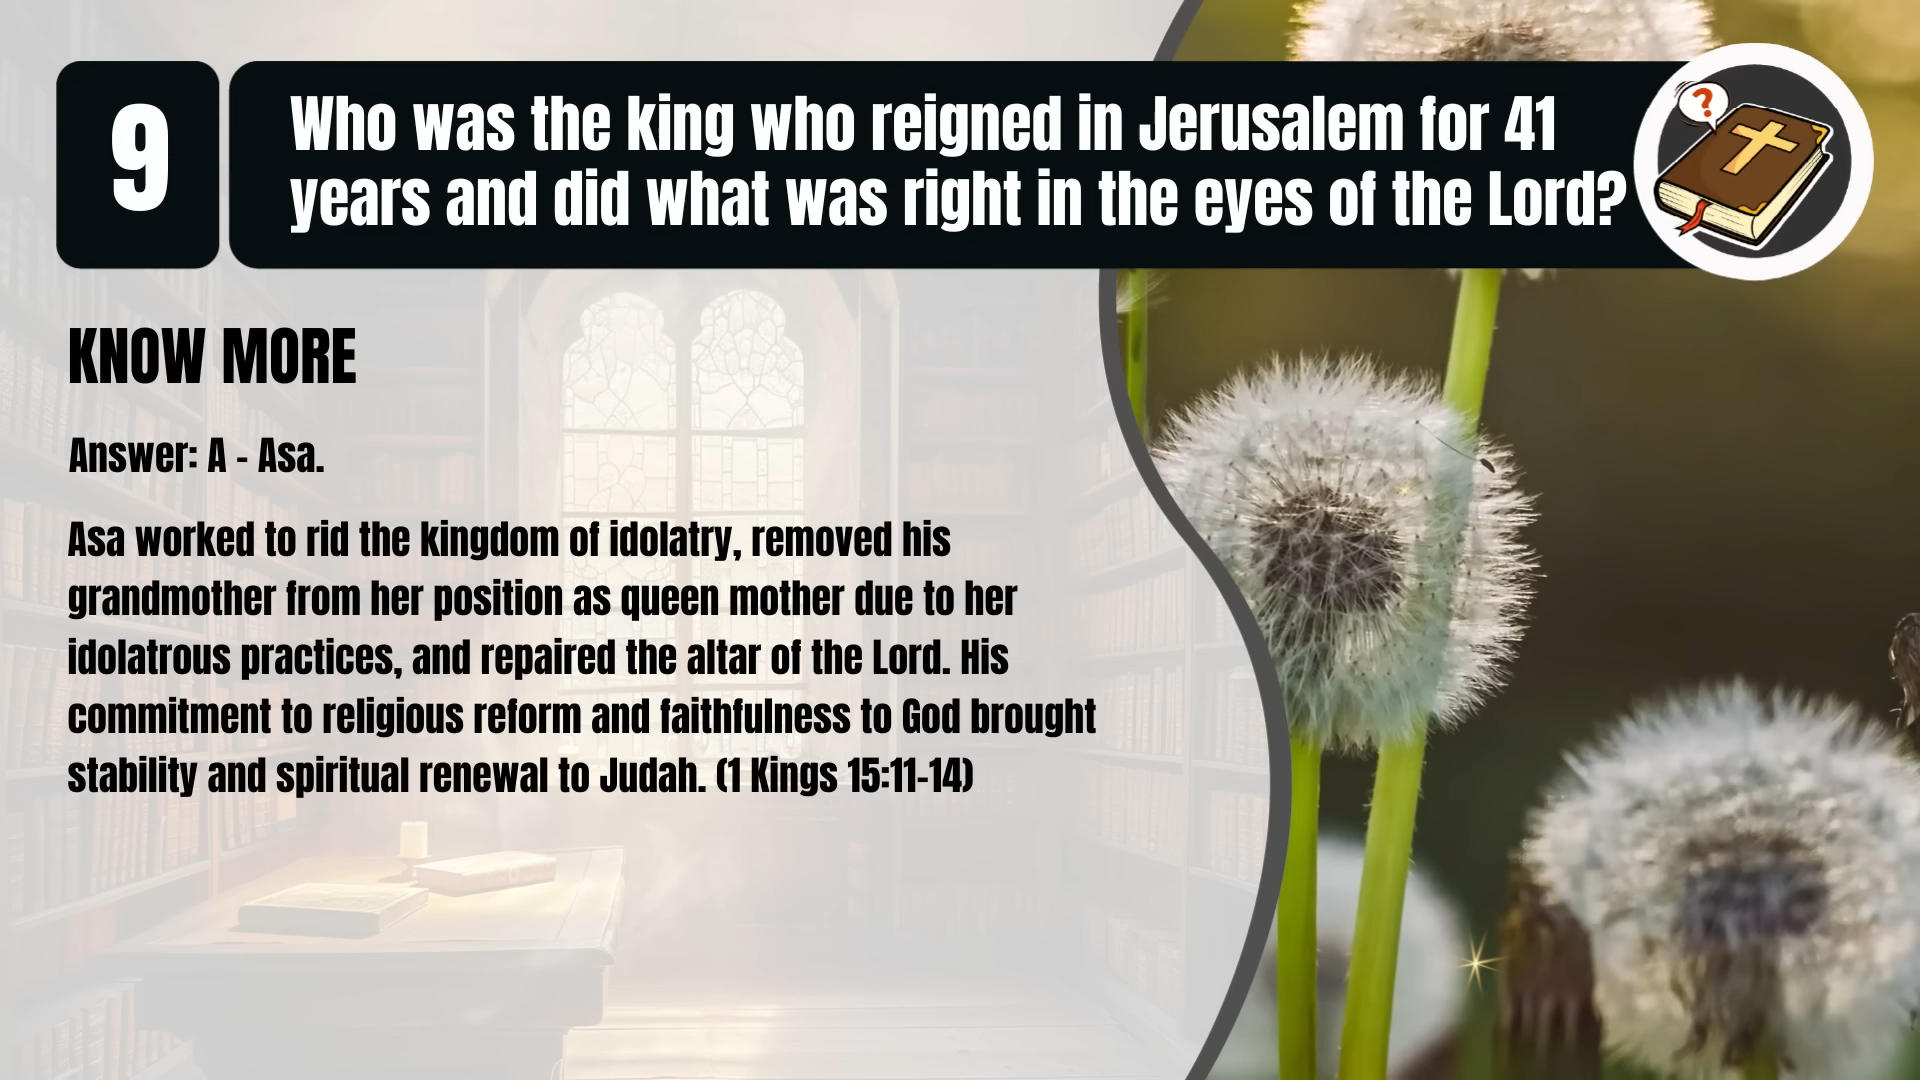 9
Who was the king who reigned in Jerusalem for 41
years and did what was right in the eyes of the Lord?
?
KNOW MORE
Answer: A - Asa.
Asa worked to rid the kingdom of idolatry, removed his
grandmother from her position as queen mother due to her
idolatrous practices, and repaired the altar of the Lord. His
commitment to religious reform and faithfulness to God brought
stability and spiritual renewal to Judah. (1 Kings 15:11-14)